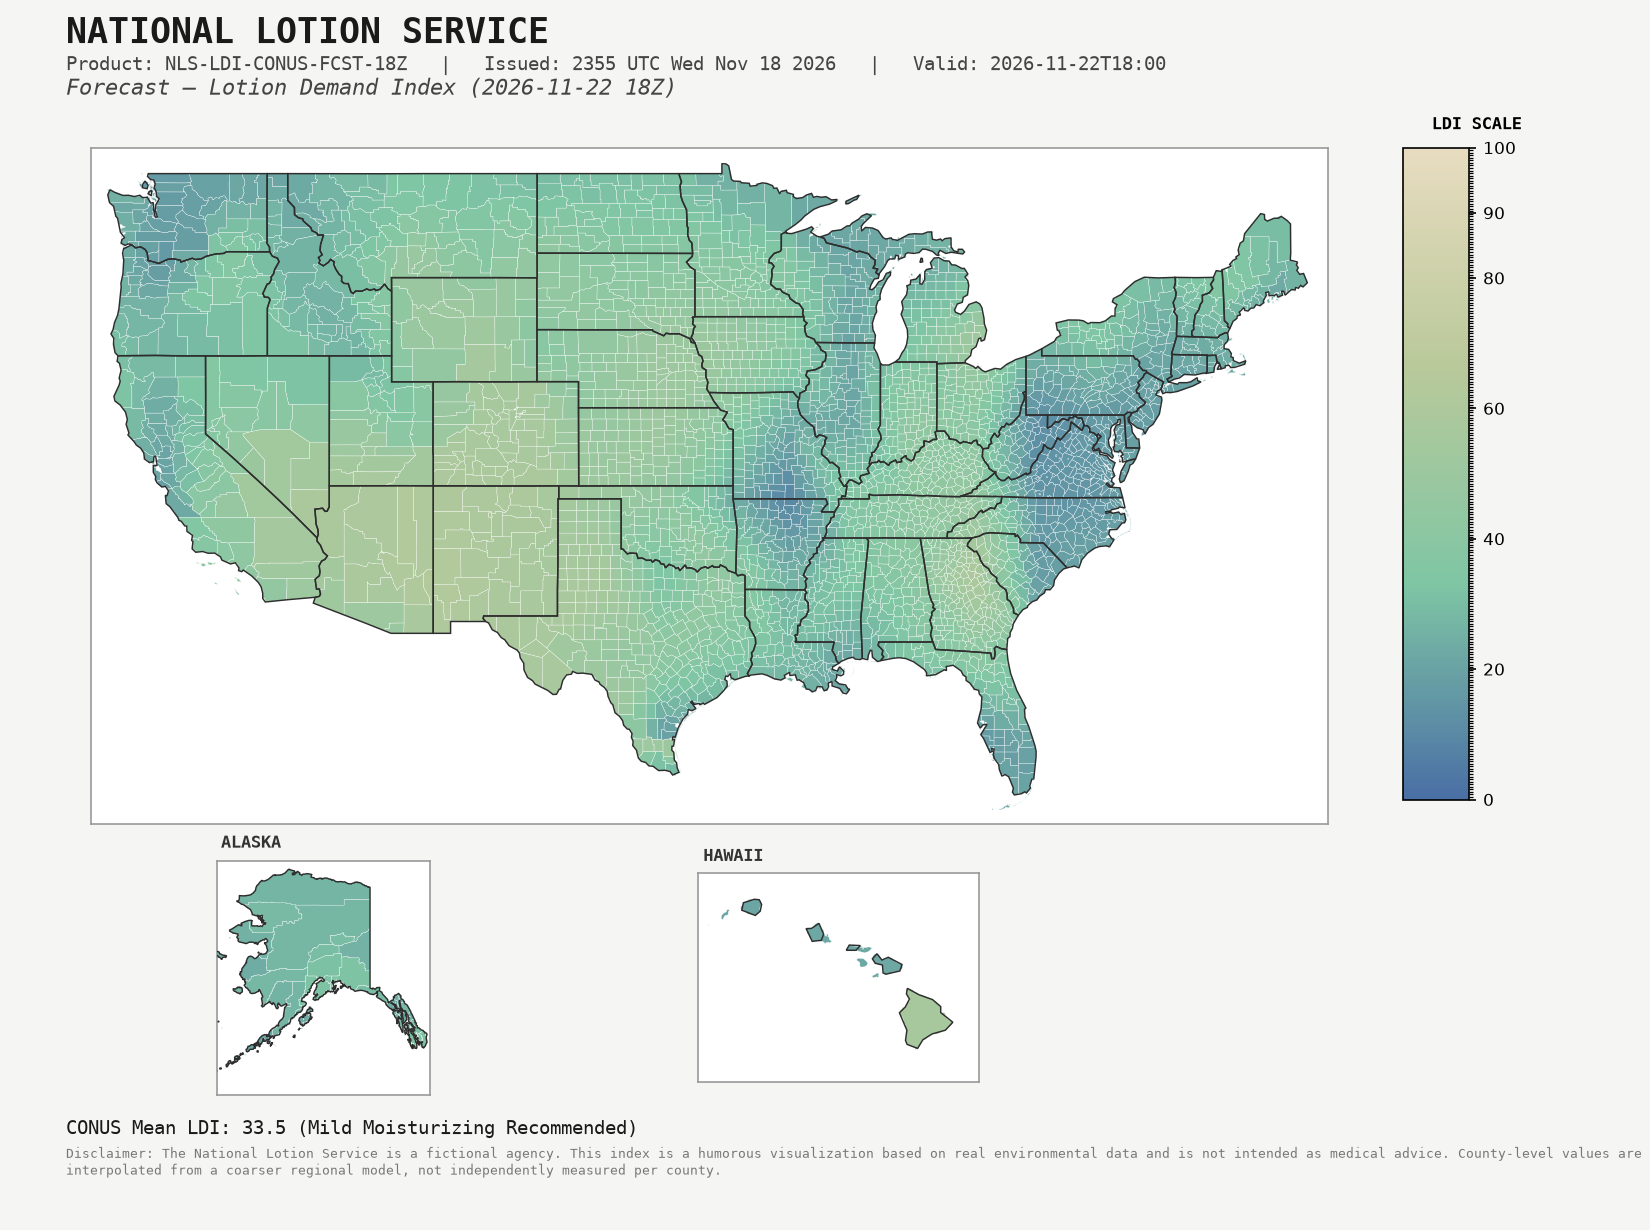 NATIONAL LOTION SERVICE
Product: NLS-LDI-CONUS-FCST-18Z | Issued: 2355 UTC Wed Nov 18 2026 | Valid: 2026-11-22T18:00
Forecast — Lotion Demand Index (2026-11-22 18Z)
LDI SCALE
100
90
80
60
40
20
0
ALASKA
HAWAII
CONUS Mean LDI: 33.5 (Mild Moisturizing Recommended)
Disclaimer: The National Lotion Service is a fictional agency. This index is a humorous visualization based on real environmental data and is not intended as medical advice. County-level values are
interpolated from a coarser regional model, not independently measured per county.